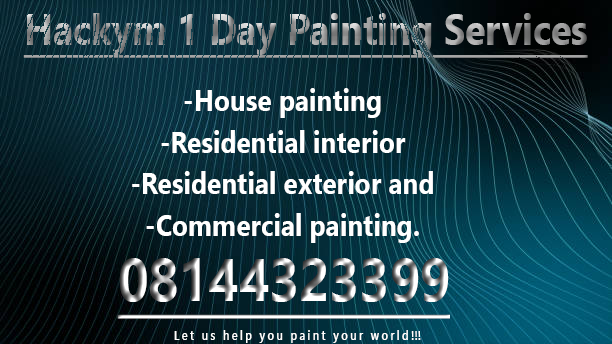 Hackym 1 Day Painting Services
-House painting
-Residential interior
-Residential exterior and
-Commercial painting.
08144323399
Let us help you paint your world!!!